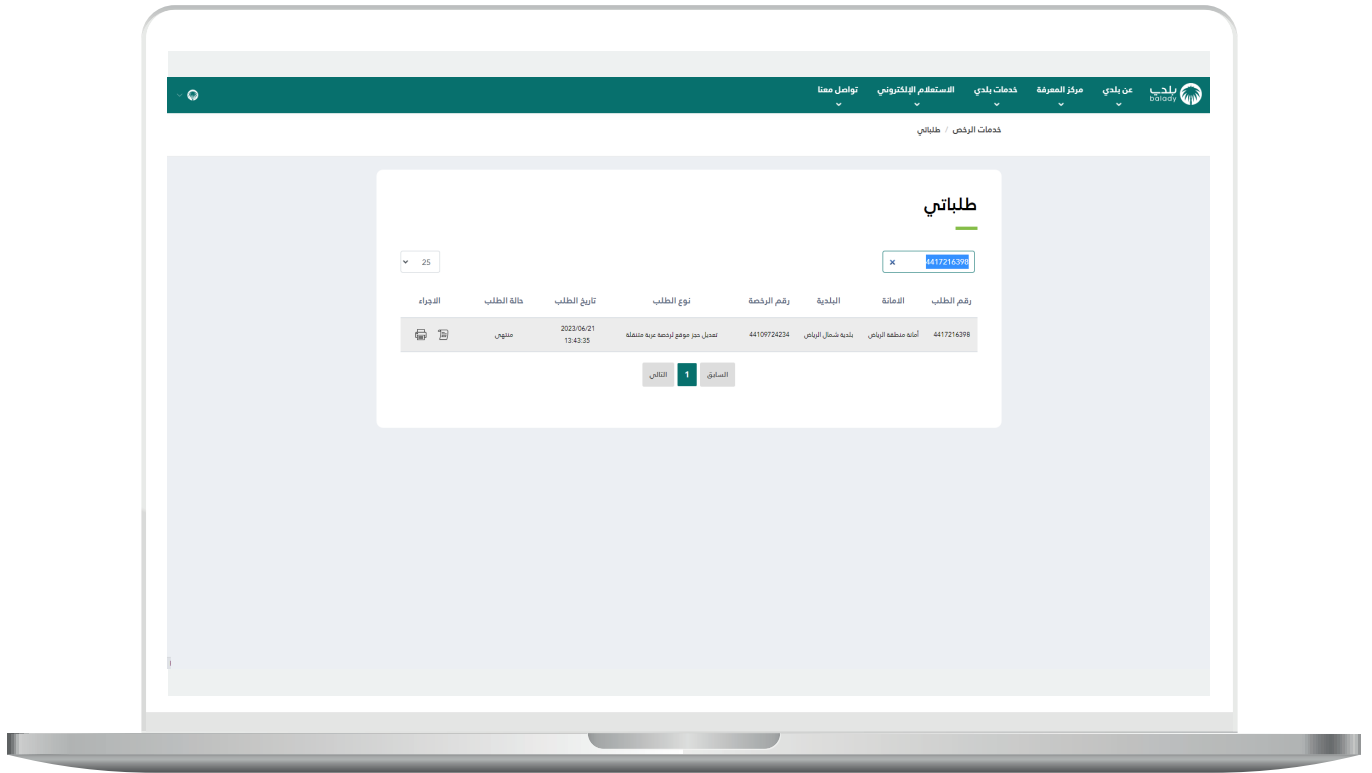 بلدي
balady
عن بلدي
مركز المعرفة
خدمات بلدي
الاستعلام الإلكتروني
تواصل معنا
خدمات الرخص / طلباتي
طلباتي
4417216398
25
رقم الطلب الامانة البلدية رقم الرخصة نوع الطلب تاريخ الطلب حالة الطلب الاجراء
4417216398 أمانة منطقة الرياض بلدية شمال الرياض 44109724234 تعديل حجز موقع لرخصة عربة متنقلة 2023/06/21 منتهي
13:43:35
السابق 1 التالي